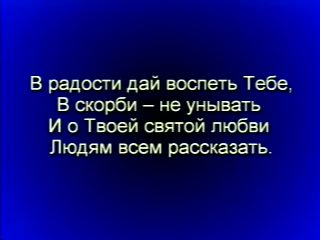 В радости дай воспеть Тебе,
В скорби – не унывать
И о Твоей святой любви
Людям всем рассказать.